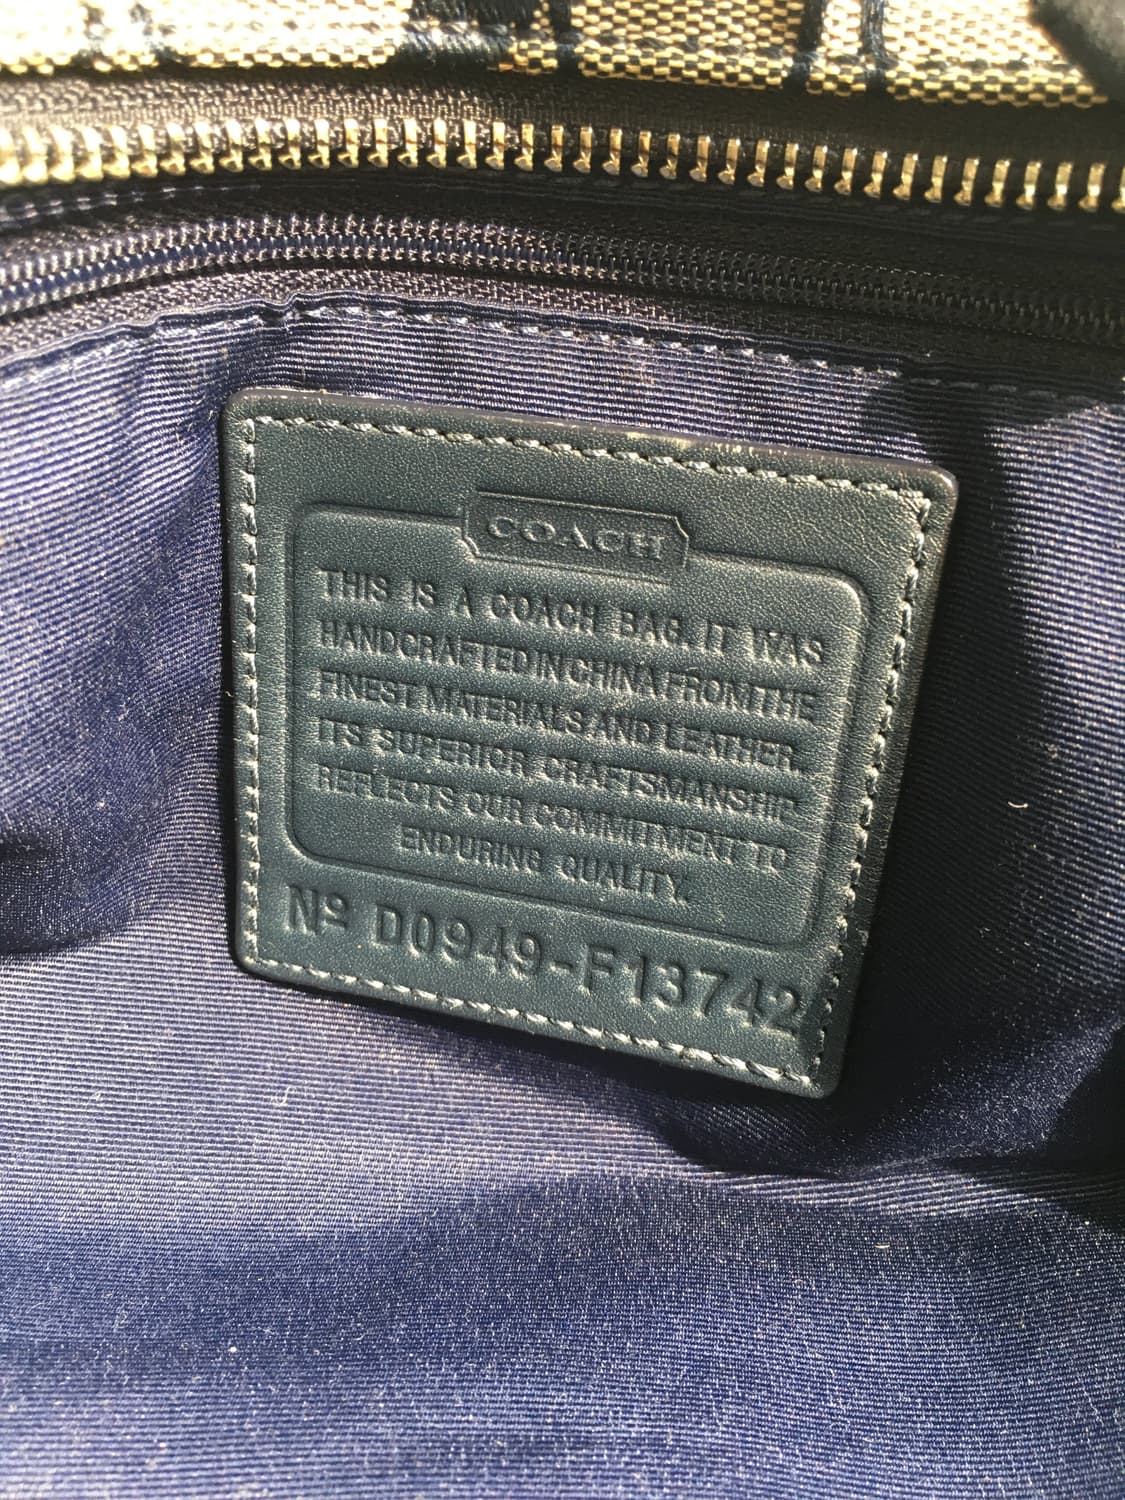 COACH
THIS IS A COACH BAG. IT WAS
HANDCRAFTED IN CHINA FROM THE
FINEST MATERIALS AND LEATHER.
ITS SUPERIOR CRAFTSMANSHIP
REFLECTS OUR COMMITMENT TO
ENDURING QUALITY.
Nº D0949-F13742